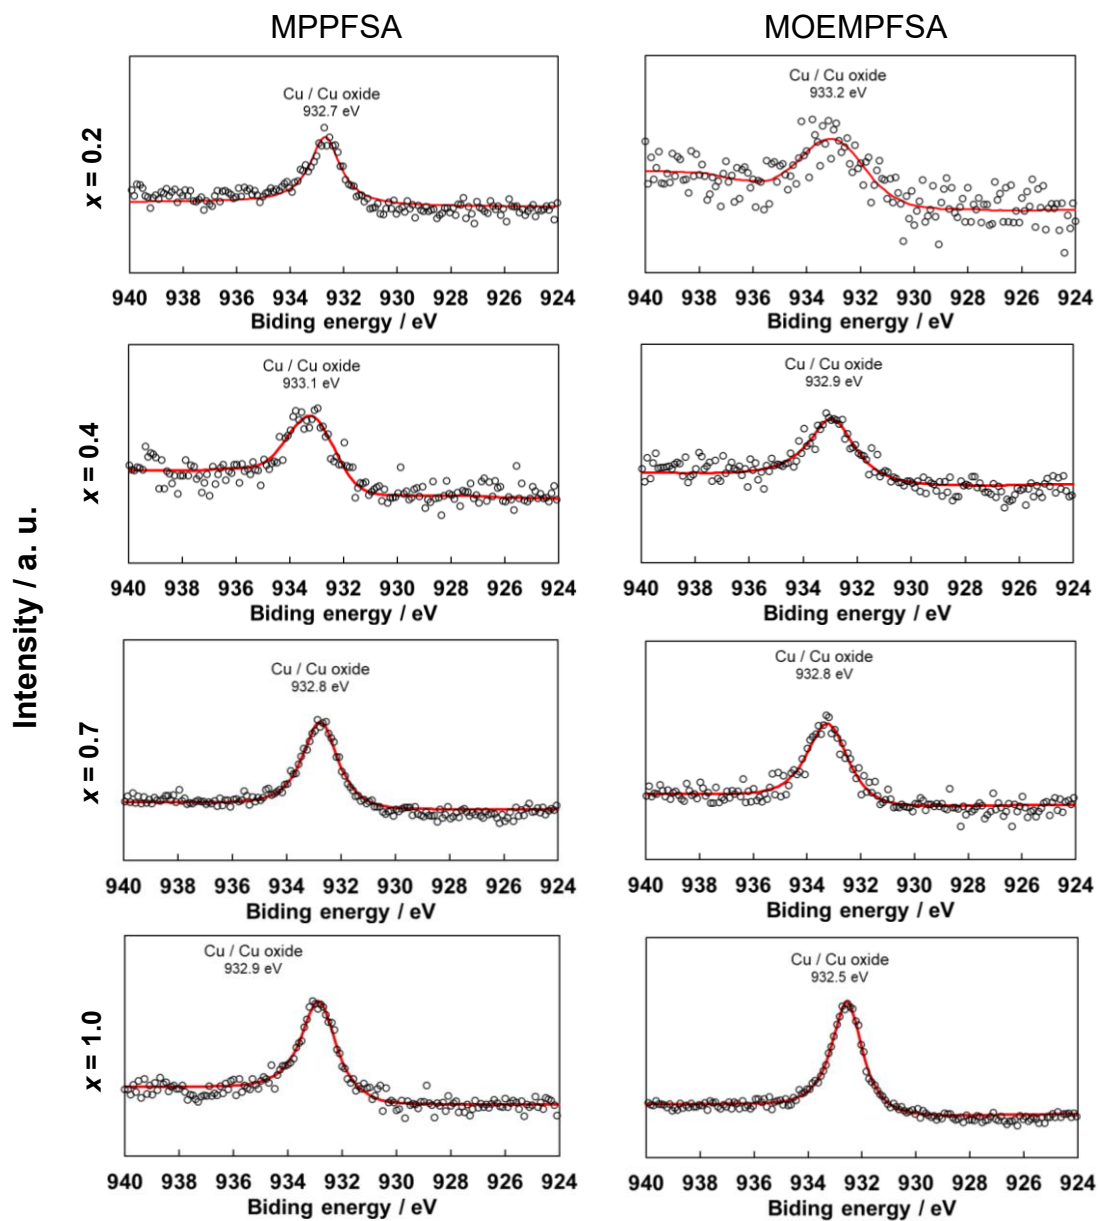 MPPFSA
MOEMPFSA
Intensity / a. u.
x = 0.2
Cu / Cu oxide
932.7 eV
940 938 936 934 932 930 928 926 924
Biding energy / eV
Cu / Cu oxide
933.2 eV
940 938 936 934 932 930 928 926 924
Biding energy / eV
x = 0.4
Cu / Cu oxide
933.1 eV
940 938 936 934 932 930 928 926 924
Biding energy / eV
Cu / Cu oxide
932.9 eV
940 938 936 934 932 930 928 926 924
Biding energy / eV
x = 0.7
Cu / Cu oxide
932.8 eV
940 938 936 934 932 930 928 926 924
Biding energy / eV
Cu / Cu oxide
932.8 eV
940 938 936 934 932 930 928 926 924
Biding energy / eV
x = 1.0
Cu / Cu oxide
932.9 eV
940 938 936 934 932 930 928 926 924
Biding energy / eV
Cu / Cu oxide
932.5 eV
940 938 936 934 932 930 928 926 924
Biding energy / eV